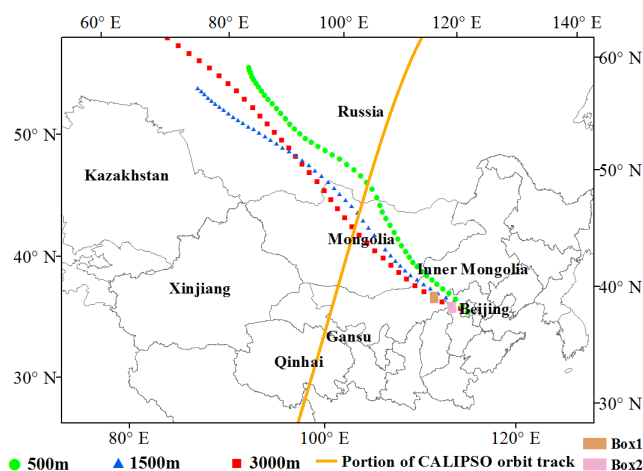 60° E 80° E 100° E 120° E 140° E
60° N
Russia
50° N
50° N
Kazakhstan
Mongolia
40° N
Inner Mongolia
40° N
Xinjiang
Beijing
Gansu
Qinhai
30° N
30° N
80° E 100° E 120° E
Box1
500m 1500m 3000m Portion of CALIPSO orbit track Box2